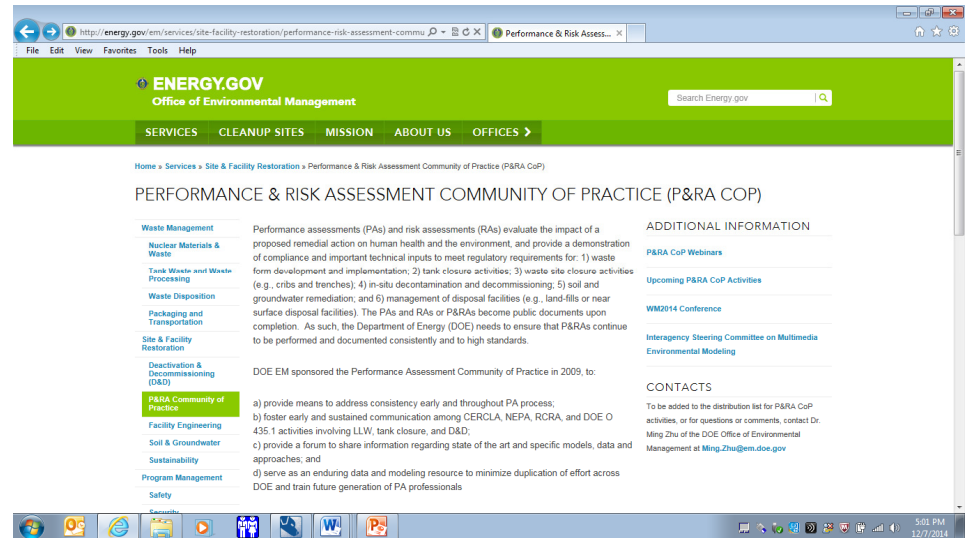 http://energy.gov/em/services/site-facility-restoration/performance-risk-assessment-commu
Performance & Risk Assess...
File Edit View Favorites Tools Help
ENERGY.GOV
Office of Environmental Management
Search Energy.gov
SERVICES CLEANUP SITES MISSION ABOUT US OFFICES
Home » Services » Site & Facility Restoration » Performance & Risk Assessment Community of Practice (P&RA CoP)
PERFORMANCE & RISK ASSESSMENT COMMUNITY OF PRACTICE (P&RA COP)
Waste Management
Nuclear Materials &
Waste
Tank Waste and Waste
Processing
Waste Disposition
Packaging and
Transportation
Site & Facility
Restoration
Deactivation &
Decommissioning
(D&D)
P&RA Community of
Practice
Facility Engineering
Soil & Groundwater
Sustainability
Program Management
Safety
Security
Performance assessments (PAs) and risk assessments (RAs) evaluate the impact of a
proposed remedial action on human health and the environment, and provide a demonstration
of compliance and important technical inputs to meet regulatory requirements for: 1) waste
form development and implementation; 2) tank closure activities; 3) waste site closure activities
(e.g., cribs and trenches); 4) in-situ decontamination and decommissioning; 5) soil and
groundwater remediation; and 6) management of disposal facilities (e.g., land-fills or near
surface disposal facilities). The PAs and RAs or P&RAs become public documents upon
completion. As such, the Department of Energy (DOE) needs to ensure that P&RAs continue
to be performed and documented consistently and to high standards.
DOE EM sponsored the Performance Assessment Community of Practice in 2009, to:
a) provide means to address consistency early and throughout PA process;
b) foster early and sustained communication among CERCLA, NEPA, RCRA, and DOE O
435.1 activities involving LLW, tank closure, and D&D;
c) provide a forum to share information regarding state of the art and specific models, data and
approaches; and
d) serve as an enduring data and modeling resource to minimize duplication of effort across
DOE and train future generation of PA professionals
ADDITIONAL INFORMATION
P&RA CoP Webinars
Upcoming P&RA CoP Activities
WM2014 Conference
Interagency Steering Committee on Multimedia
Environmental Modeling
CONTACTS
To be added to the distribution list for P&RA CoP
activities, or for questions or comments, contact Dr.
Ming Zhu of the DOE Office of Environmental
Management at Ming.Zhu@em.doe.gov
5:01 PM
12/7/2014